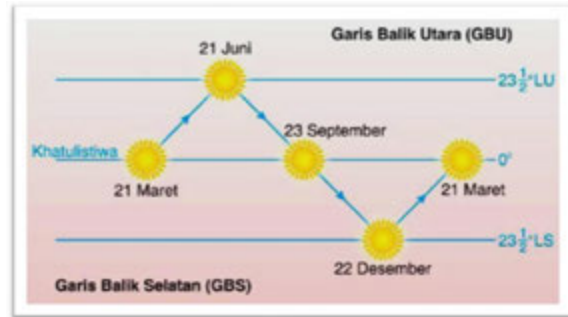 Garis Balik Utara (GBU)
21 Juni
23½°LU
23 September
Khatulistiwa
0°
21 Maret
21 Maret
23½°LS
22 Desember
Garis Balik Selatan (GBS)